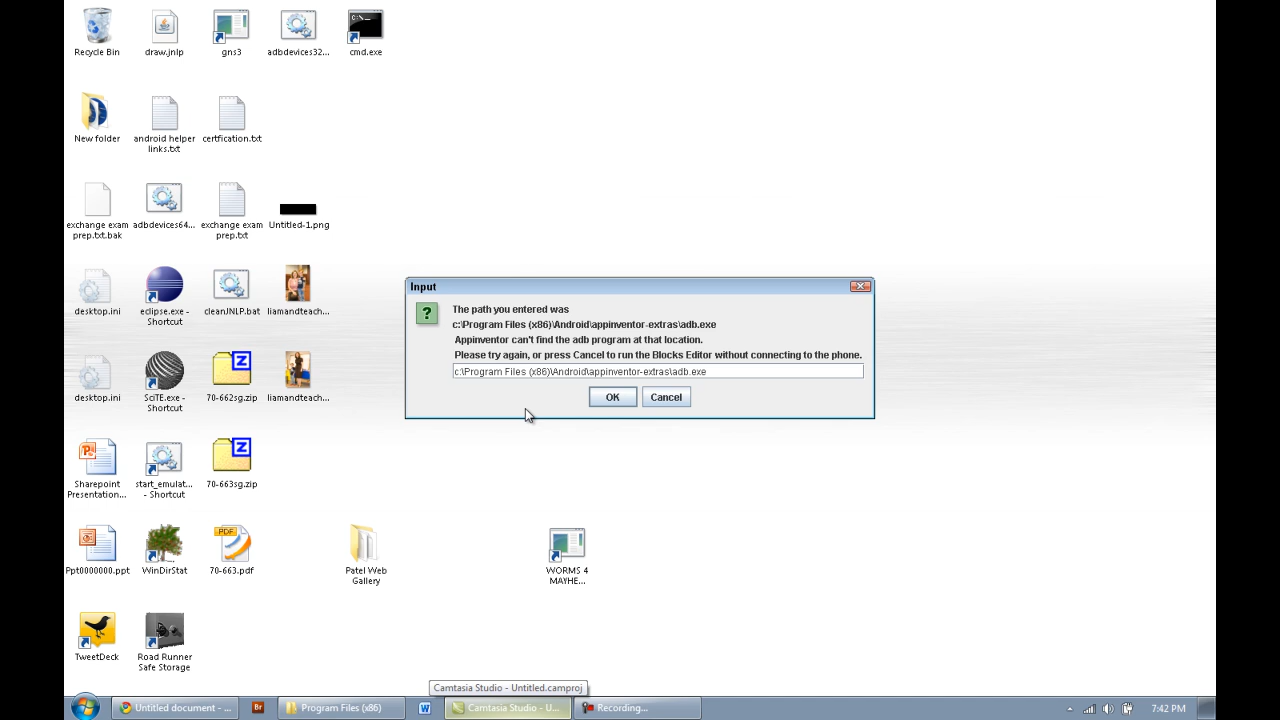 Recycle Bin
draw.jnlp
gns3
adbdevices32...
cmd.exe
New folder
android helper
links.txt
certfication.txt
exchange exam
prep.txt.bak
adbdevices64...
exchange exam
prep.txt
Untitled-1.png
desktop.ini
eclipse.exe -
Shortcut
cleanJNLP.bat
liamandteach...
desktop.ini
SciTE.exe -
Shortcut
70-662sg.zip
liamandteach...
Input
The path you entered was
c:\Program Files (x86)\Android\appinventor-extras\adb.exe
Appinventor can't find the adb program at that location.
Please try again, or press Cancel to run the Blocks Editor without connecting to the phone.
c:\Program Files (x86)\Android\appinventor-extras\adb.exe
OK
Cancel
Sharepoint
Presentation...
start_emulat...
- Shortcut
70-663sg.zip
Ppt0000000.ppt
WinDirStat
PDF
70-663.pdf
Patel Web
Gallery
WORMS 4
MAYHE...
TweetDeck
Road Runner
Safe Storage
Camtasia Studio - Untitled.camproj
Untitled document - ...
Br
Program Files (x86)
Camtasia Studio - U...
Recording...
7:42 PM